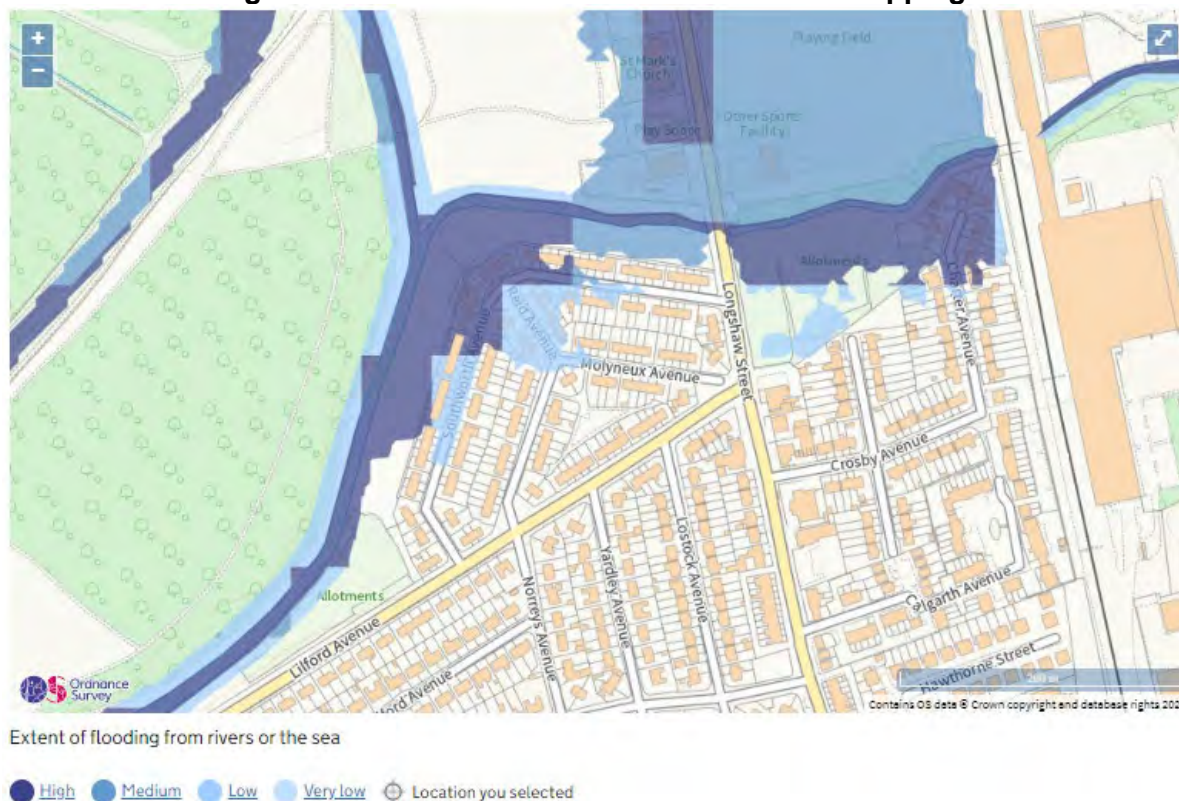 +
−
Playing Field
St Mark's
Church
Other Sports
Facility
Play Space
Allotments
Longshaw Street
Charter Avenue
Southworth Avenue
Molyneux Avenue
Crosby Avenue
Lostock Avenue
Yardley Avenue
Norreys Avenue
Allotments
Lilford Avenue
Hawthorne Street
Ordnance
Survey
Contains OS data © Crown copyright and database rights 202
Extent of flooding from rivers or the sea
High Medium Low Very low Location you selected